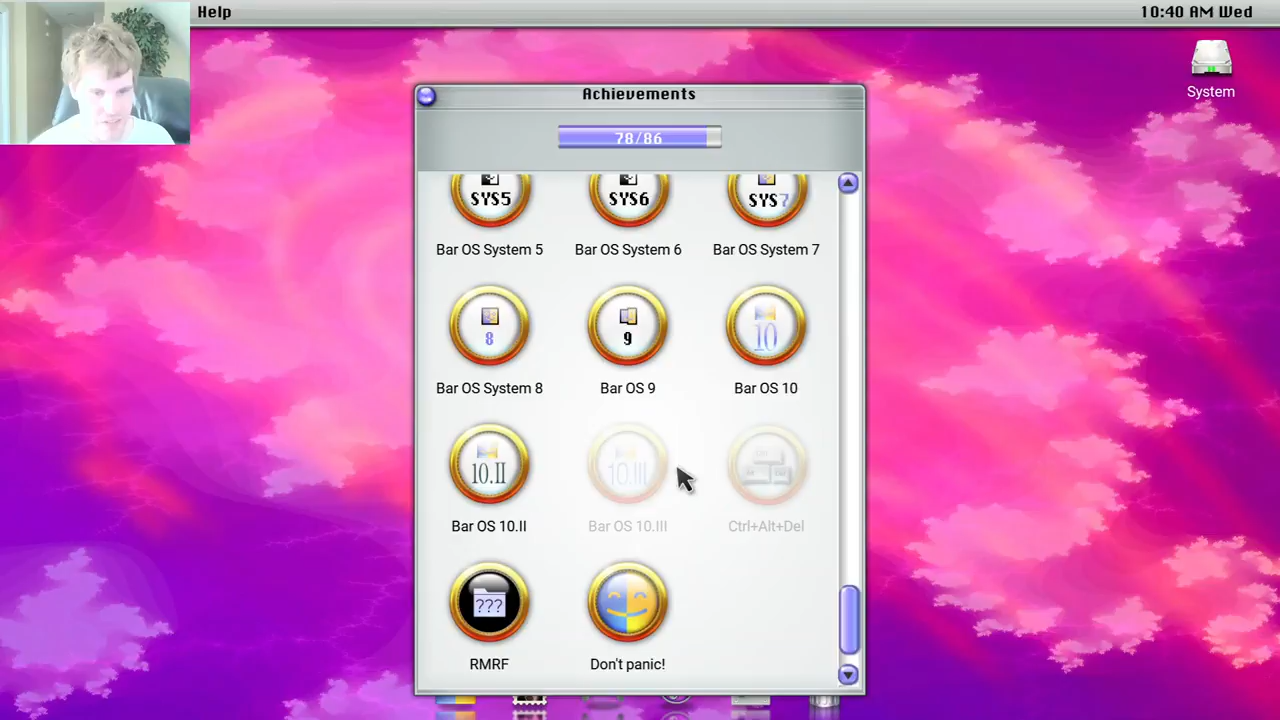 Help
10:40 AM Wed
System
Achievements
78/86
SYS5
SYS6
SYS7
Bar OS System 5
Bar OS System 6
Bar OS System 7
8
9
10
Bar OS System 8
Bar OS 9
Bar OS 10
10.II
10.III
Bar OS 10.II
Bar OS 10.III
Ctrl+Alt+Del
???
RMRF
Don't panic!